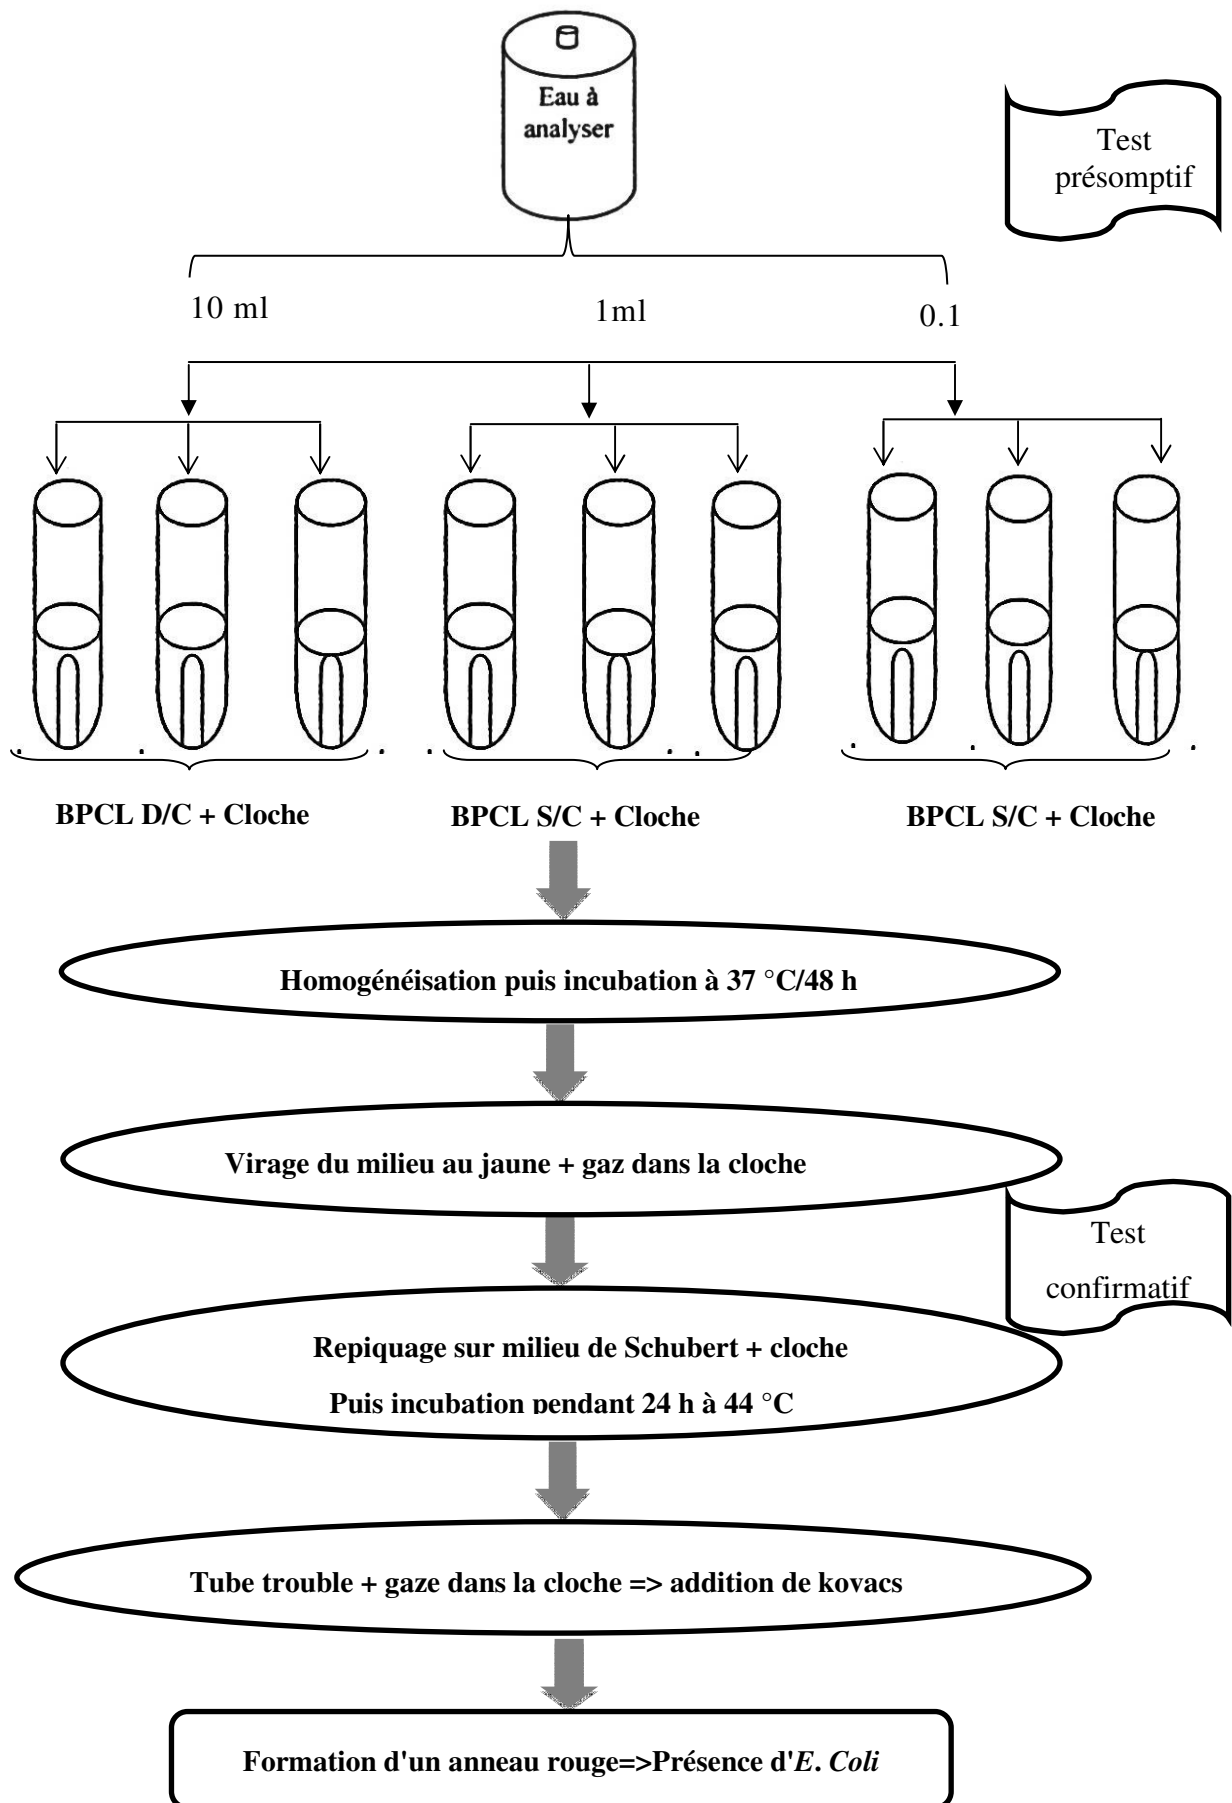 Eau à
analyser
Test
présomptif
10 ml
1ml
0.1
BPCL D/C + Cloche
BPCL S/C + Cloche
BPCL S/C + Cloche
Homogénéisation puis incubation à 37 °C/48 h
Virage du milieu au jaune + gaz dans la cloche
Test
confirmatif
Repiquage sur milieu de Schubert + cloche
Puis incubation pendant 24 h à 44 °C
Tube trouble + gaze dans la cloche => addition de kovacs
Formation d'un anneau rouge=>Présence d'E. Coli